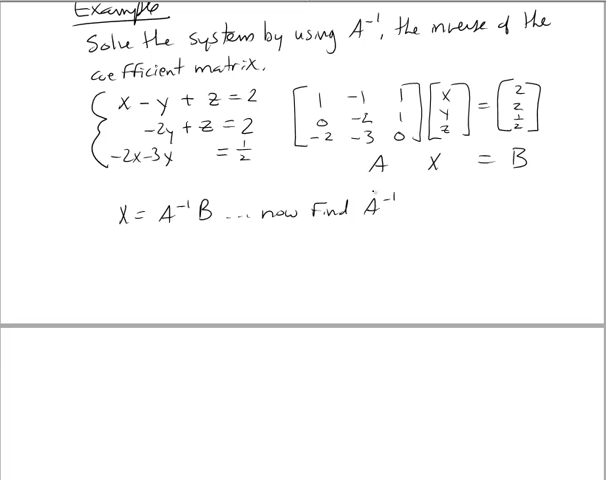 Example
Solve the system by using A⁻¹, the inverse of the
coefficient matrix.
x - y + z = 2
-2y + z = 2
-2x - 3y = 1/2
[1 -1 1; 0 -2 1; -2 -3 0] [x; y; z] = [2; 2; 1/2]
A X = B
X = A⁻¹ B ... now Find A⁻¹